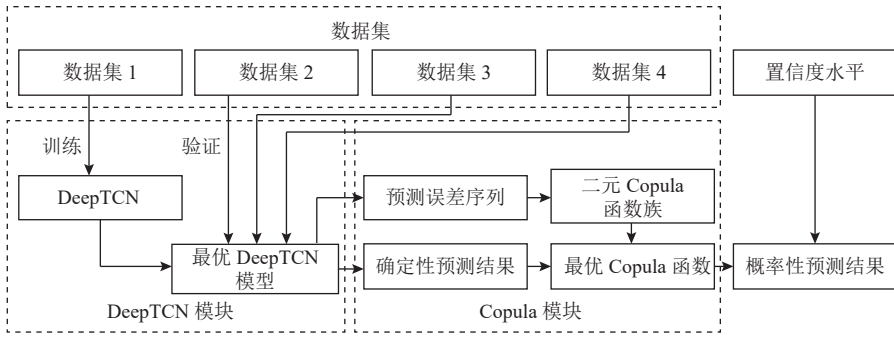 数据集
数据集 1
数据集 2
数据集 3
数据集 4
置信度水平
训练
验证
DeepTCN
预测误差序列
二元 Copula
函数族
最优 DeepTCN
模型
确定性预测结果
最优 Copula 函数
概率性预测结果
DeepTCN 模块
Copula 模块